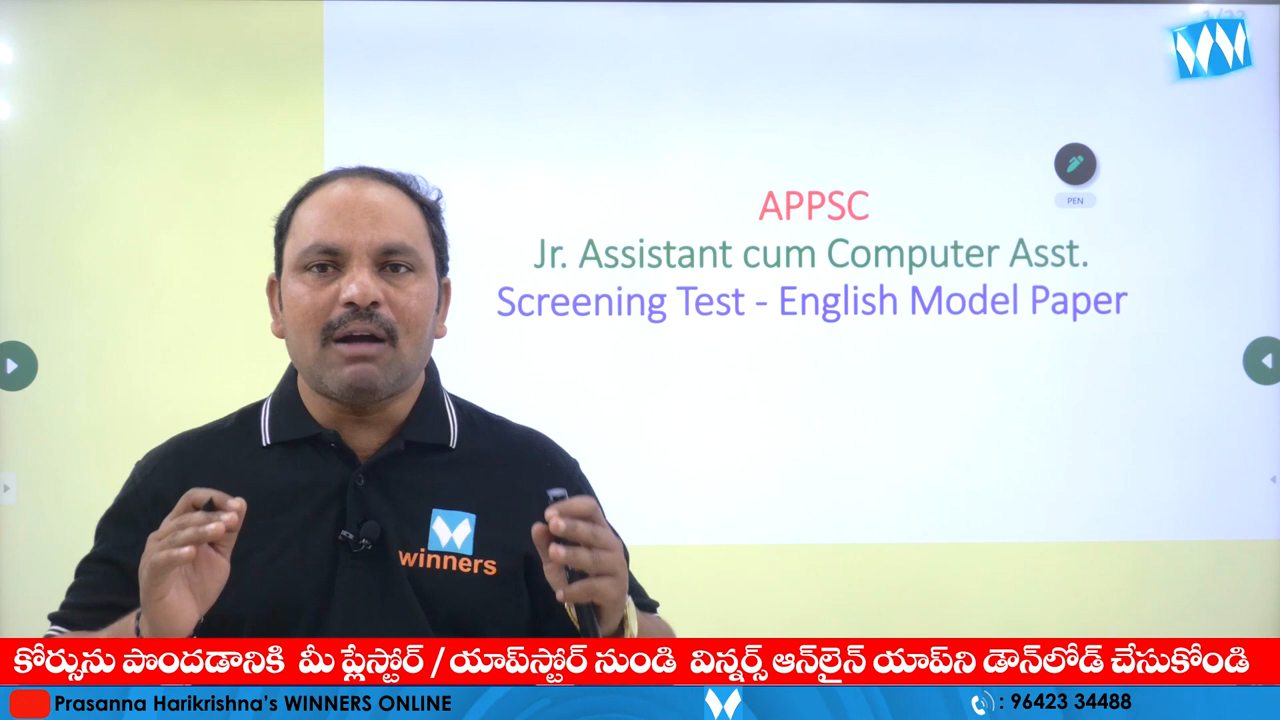 PEN
APPSC
Jr. Assistant cum Computer Asst.
Screening Test - English Model Paper
winners
కోర్సును పొందడానికి మీ ప్లేస్టోర్ / యాప్‌స్టోర్ నుండి విన్నర్స్ ఆన్‌లైన్ యాప్‌ని డౌన్‌లోడ్ చేసుకోండి
Prasanna Harikrishna's WINNERS ONLINE
: 96423 34488